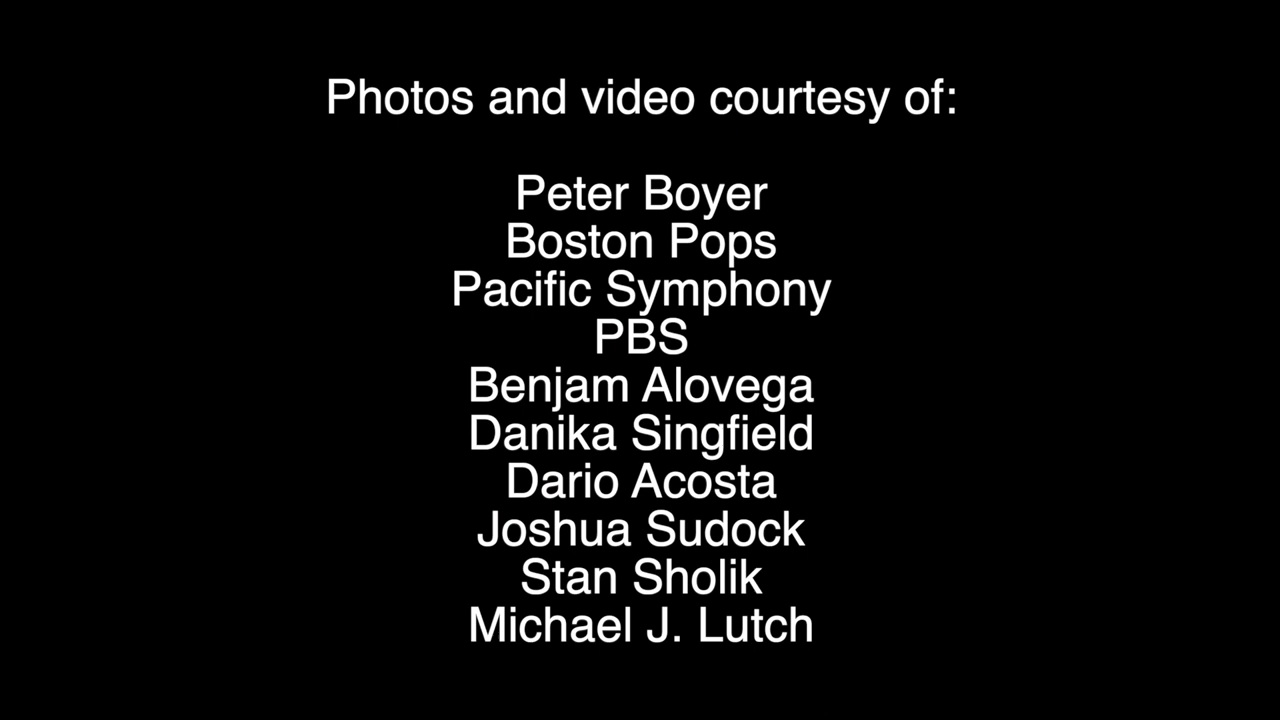 Photos and video courtesy of:
Peter Boyer
Boston Pops
Pacific Symphony
PBS
Benjam Alovega
Danika Singfield
Dario Acosta
Joshua Sudock
Stan Sholik
Michael J. Lutch